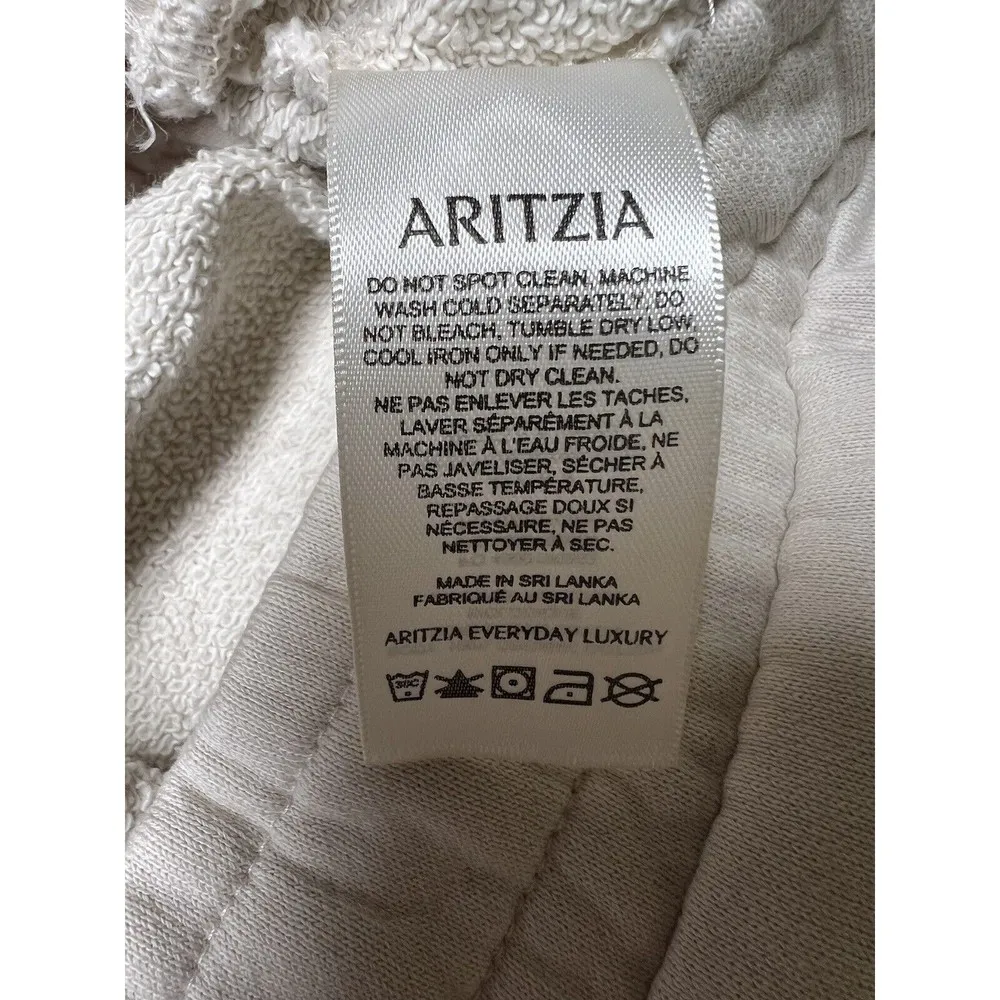 ARITZIA
DO NOT SPOT CLEAN, MACHINE
WASH COLD SEPARATELY, DO
NOT BLEACH, TUMBLE DRY LOW,
COOL IRON ONLY IF NEEDED, DO
NOT DRY CLEAN.
NE PAS ENLEVER LES TACHES,
LAVER SÉPARÉMENT À LA
MACHINE À L'EAU FROIDE, NE
PAS JAVELISER, SÉCHER À
BASSE TEMPÉRATURE,
REPASSAGE DOUX SI
NÉCESSAIRE, NE PAS
NETTOYER À SEC.
MADE IN SRI LANKA
FABRIQUÉ AU SRI LANKA
ARITZIA EVERYDAY LUXURY
30C